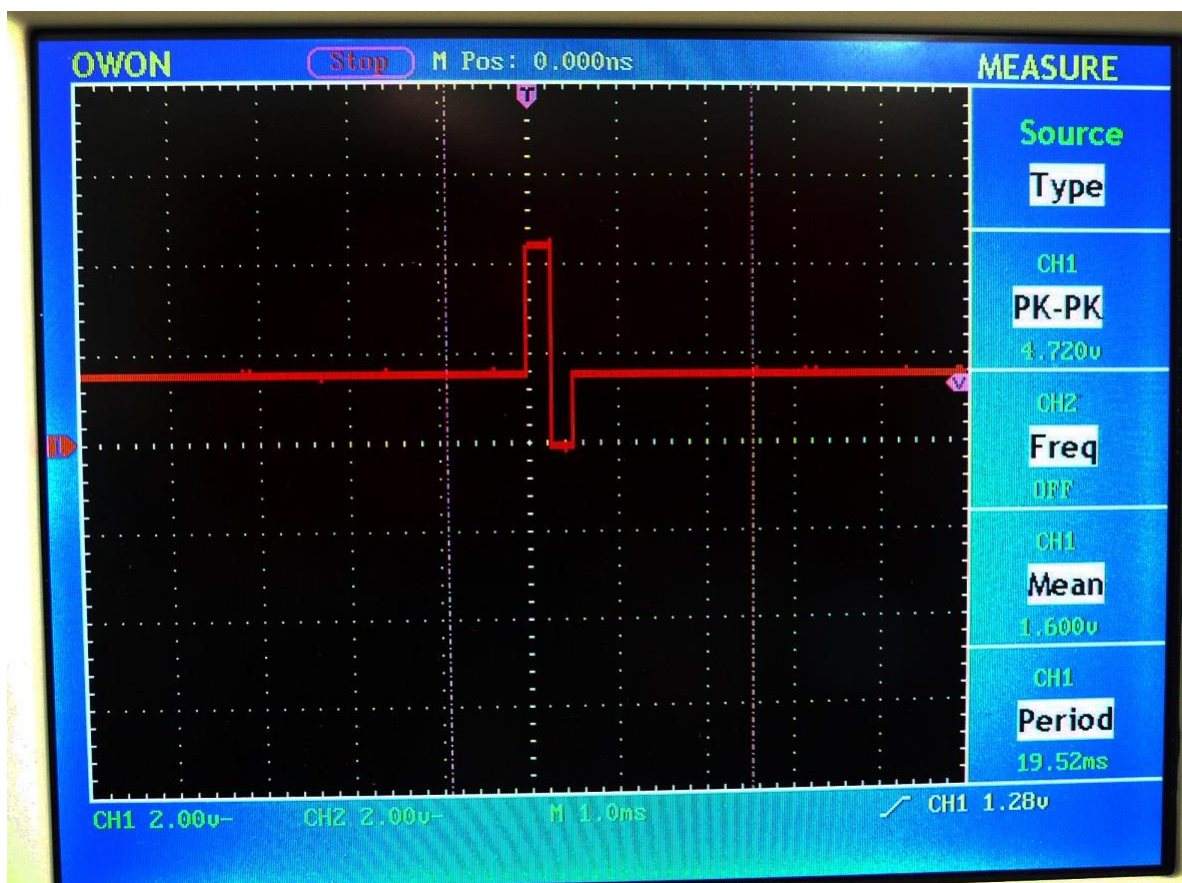 OWON Stop M Pos: 0.000ns MEASURE
T
Source
Type
CH1
PK-PK
4.720v
V
CH2
Freq
OFF
1
CH1
Mean
1.600v
CH1
Period
19.52ms
CH1 2.00v- CH2 2.00v- M 1.0ms CH1 1.28v